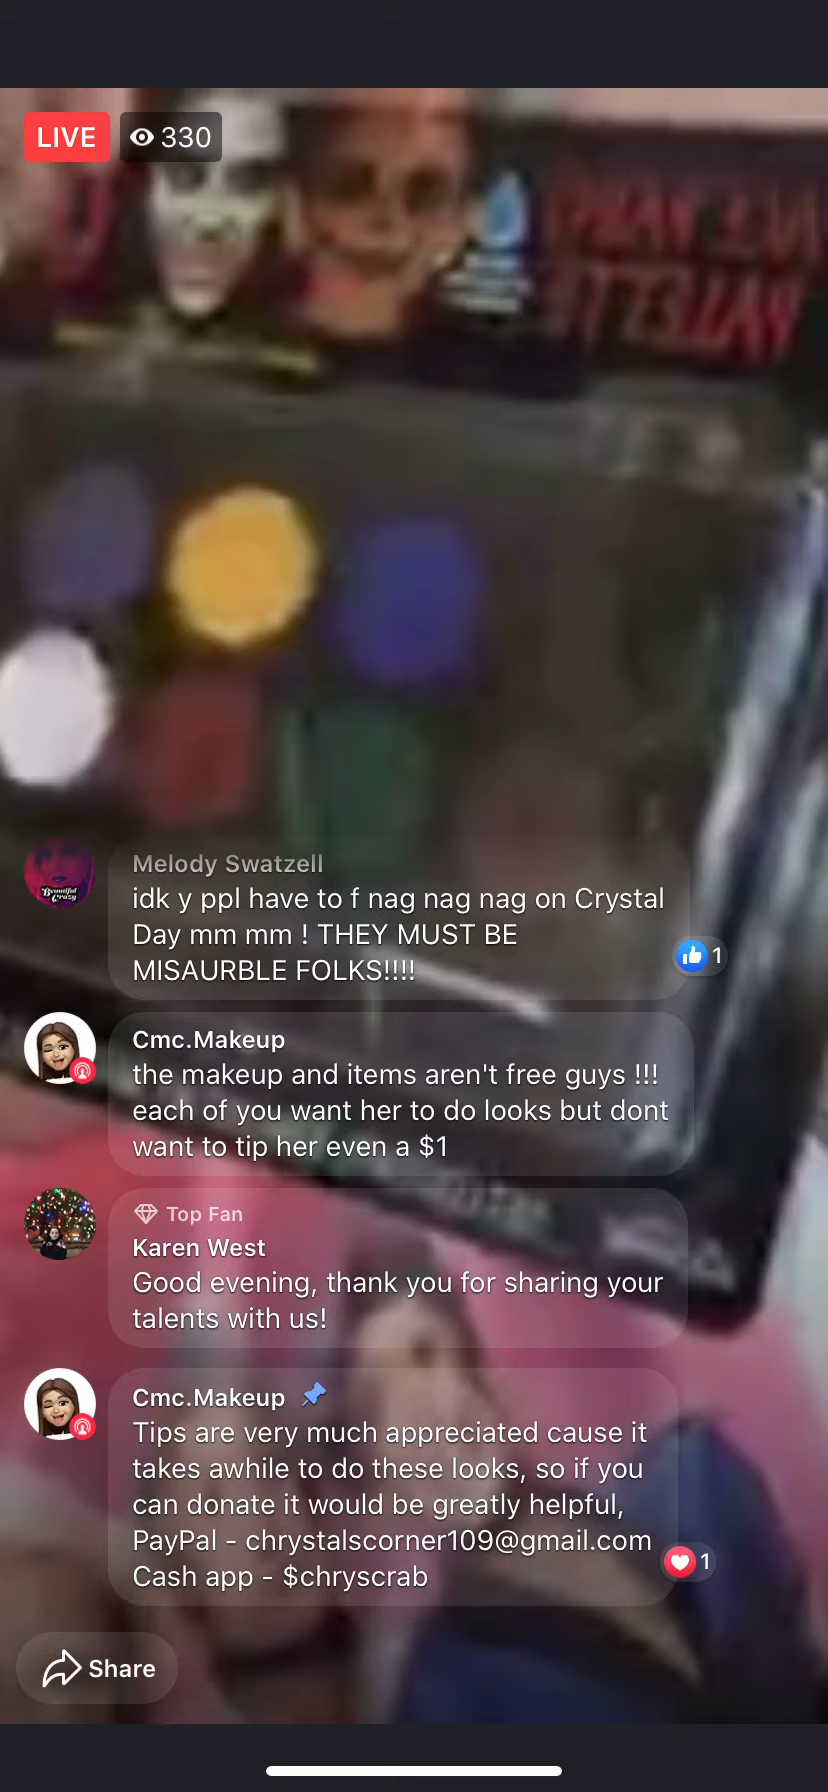 LIVE
330
Melody Swatzell
idk y ppl have to f nag nag nag on Crystal
Day mm mm ! THEY MUST BE
MISAURBLE FOLKS!!!!
1
Cmc.Makeup
the makeup and items aren't free guys !!!
each of you want her to do looks but dont
want to tip her even a $1
Top Fan
Karen West
Good evening, thank you for sharing your
talents with us!
Cmc.Makeup
Tips are very much appreciated cause it
takes awhile to do these looks, so if you
can donate it would be greatly helpful,
PayPal - chrystalscorner109@gmail.com
Cash app - $chryscrab
1
Share